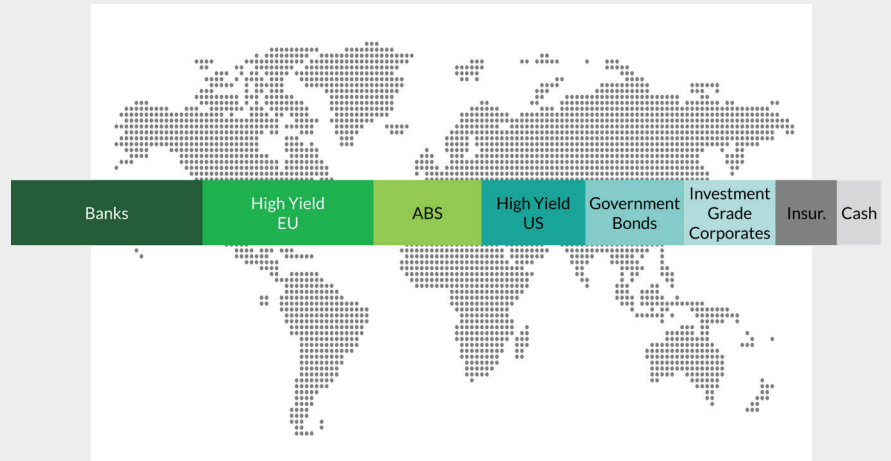 Banks
High Yield
EU
ABS
High Yield
US
Government
Bonds
Investment
Grade
Corporates
Insur.
Cash